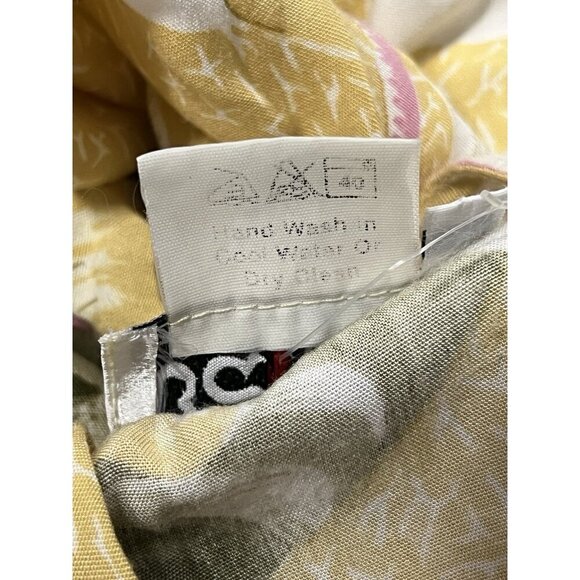 40
Hand Wash in
Cool Water Or
Dry Clean